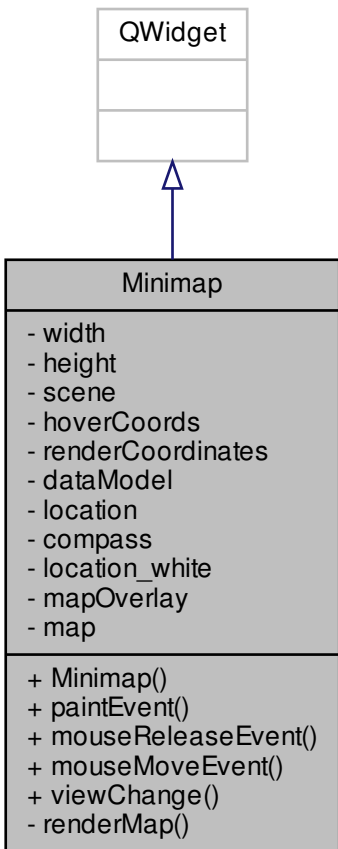 QWidget
Minimap
- width
- height
- scene
- hoverCoords
- renderCoordinates
- dataModel
- location
- compass
- location_white
- mapOverlay
- map
+ Minimap()
+ paintEvent()
+ mouseReleaseEvent()
+ mouseMoveEvent()
+ viewChange()
- renderMap()